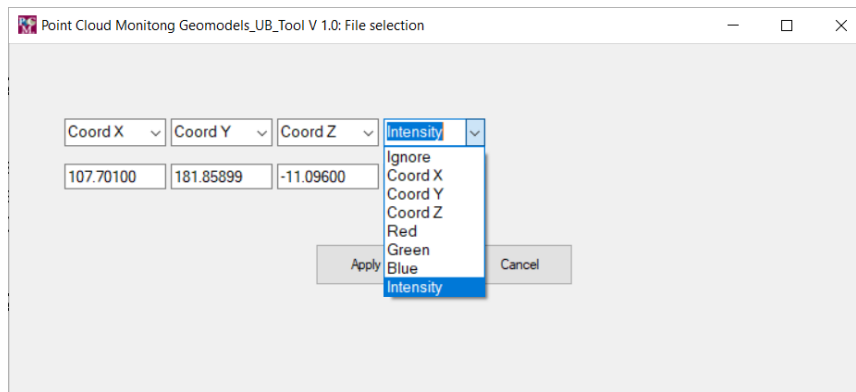 Point Cloud Monitong Geomodels_UB_Tool V 1.0: File selection
Coord X Coord Y Coord Z Intensity
107.70100 181.85899 -11.09600
Ignore
Coord X
Coord Y
Coord Z
Red
Green
Blue
Intensity
Apply Cancel